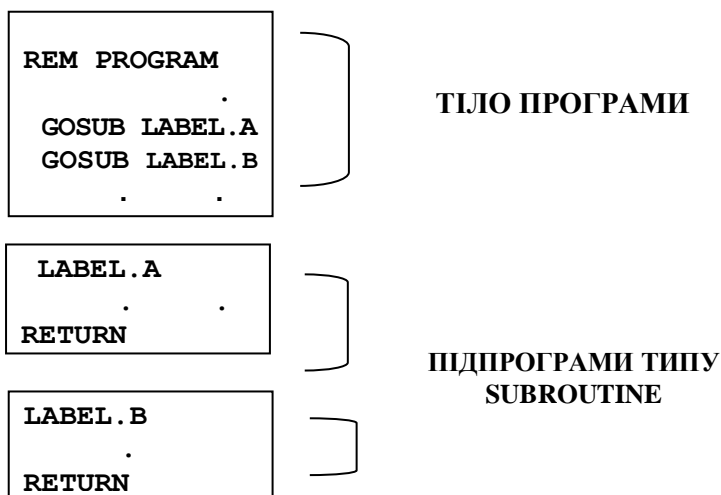 REM PROGRAM
.
GOSUB LABEL.A
GOSUB LABEL.B
. .
ТІЛО ПРОГРАМИ
LABEL.A
. .
RETURN
LABEL.B
.
RETURN
ПІДПРОГРАМИ ТИПУ
SUBROUTINE